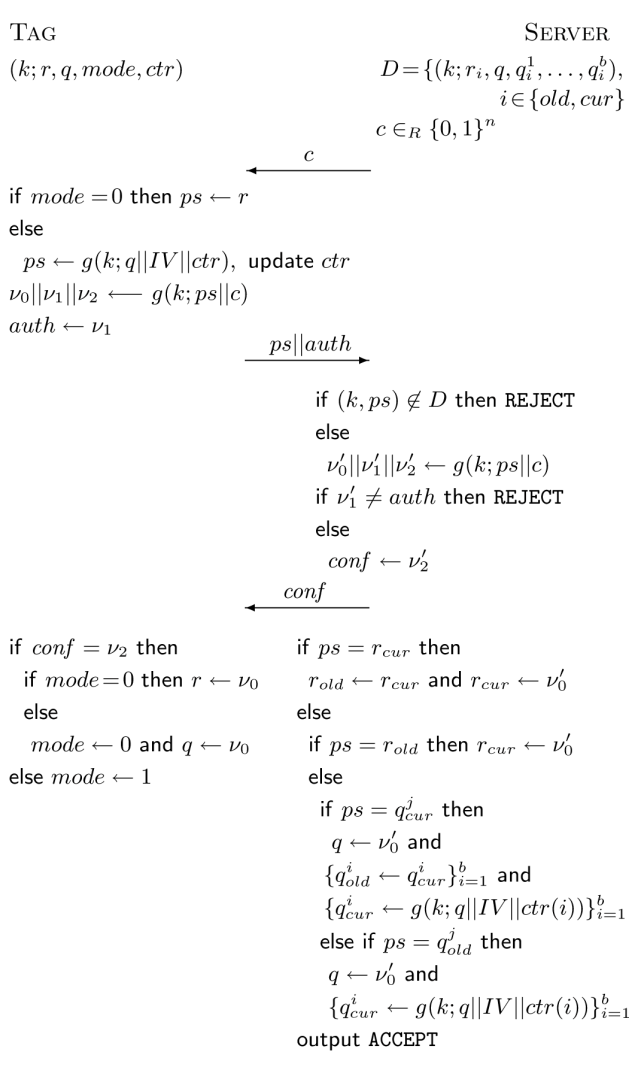 TAG
SERVER
(k; r, q, mode, ctr)
D = {(k; r_i, q, q_i^1, . . . , q_i^b),
i ∈ {old, cur}
c ∈_R {0, 1}^n
c
if mode = 0 then ps ← r
else
ps ← g(k; q||IV||ctr), update ctr
ν_0||ν_1||ν_2 ⟵ g(k; ps||c)
auth ← ν_1
ps||auth
if (k, ps) ∉ D then REJECT
else
ν′_0||ν′_1||ν′_2 ← g(k; ps||c)
if ν′_1 ≠ auth then REJECT
else
conf ← ν′_2
conf
if conf = ν_2 then
if mode = 0 then r ← ν_0
else
mode ← 0 and q ← ν_0
else mode ← 1
if ps = r_cur then
r_old ← r_cur and r_cur ← ν′_0
else
if ps = r_old then r_cur ← ν′_0
else
if ps = q_cur^j then
q ← ν′_0 and
{q_old^i ← q_cur^i}_{i=1}^b and
{q_cur^i ← g(k; q||IV||ctr(i))}_{i=1}^b
else if ps = q_old^j then
q ← ν′_0 and
{q_cur^i ← g(k; q||IV||ctr(i))}_{i=1}^b
output ACCEPT